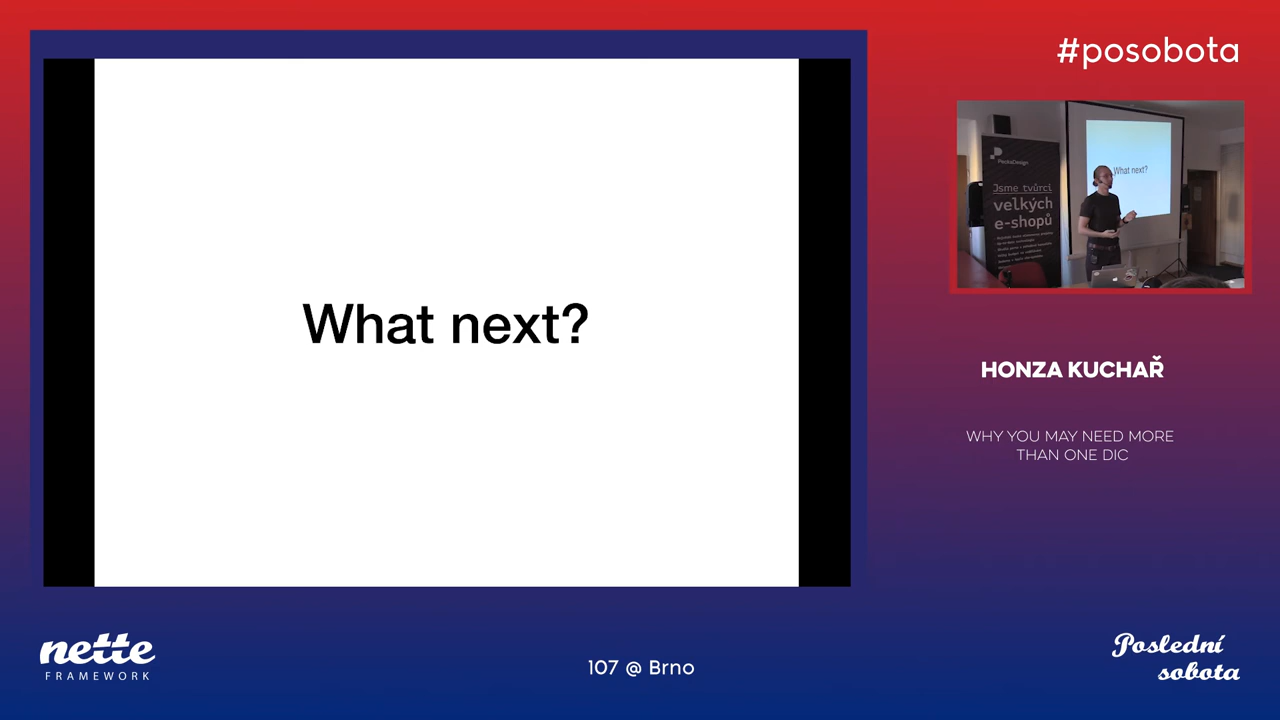 #posobota
What next?
What next?
PeckaDesign
Jsme tvůrci
velkých
e-shopů
HONZA KUCHAŘ
WHY YOU MAY NEED MORE
THAN ONE DIC
nette
FRAMEWORK
107 @ Brno
Poslední
sobota